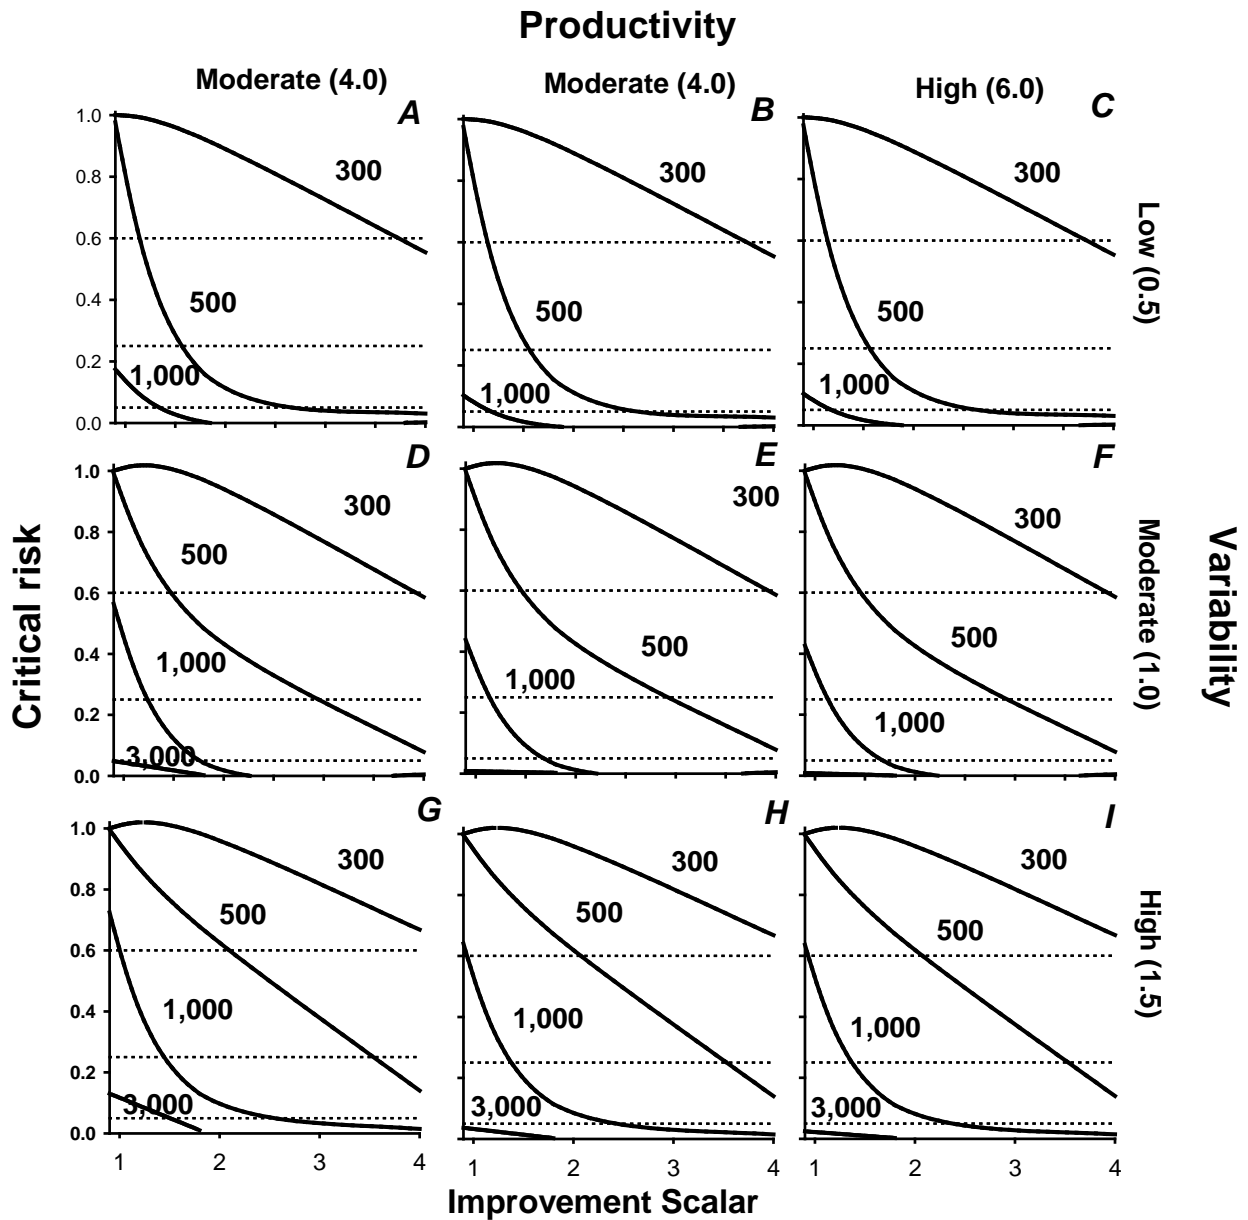 Productivity
Moderate (4.0)
Moderate (4.0)
High (6.0)
A
B
C
1.0
0.8
0.6
0.4
0.2
0.0
300
500
1,000
300
500
1,000
300
500
1,000
Low (0.5)
D
E
F
1.0
0.8
0.6
0.4
0.2
0.0
300
500
1,000
3,000
300
500
1,000
300
500
1,000
Moderate (1.0)
Critical risk
Variability
G
H
I
1.0
0.8
0.6
0.4
0.2
0.0
300
500
1,000
3,000
300
500
1,000
3,000
300
500
1,000
3,000
High (1.5)
1 2 3 4
1 2 3 4
1 2 3 4
Improvement Scalar